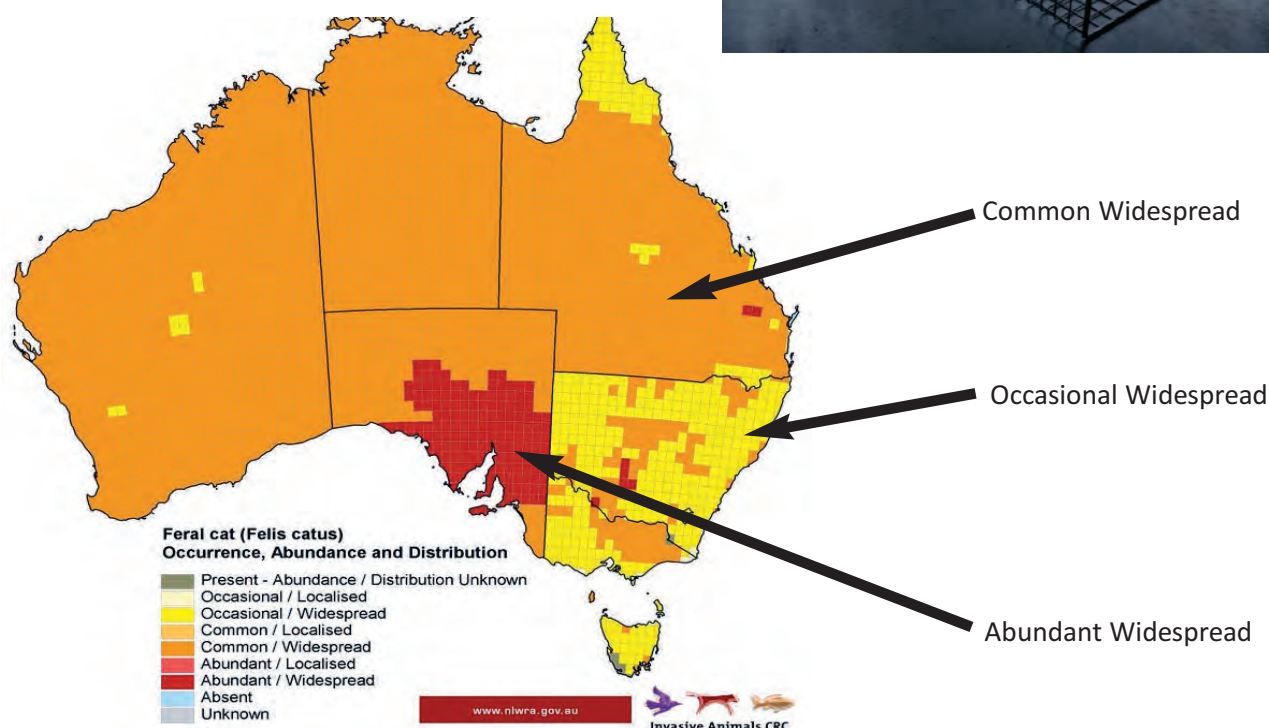 Common Widespread
Occasional Widespread
Abundant Widespread
Feral cat (Felis catus)
Occurrence, Abundance and Distribution
Present - Abundance / Distribution Unknown
Occasional / Localised
Occasional / Widespread
Common / Localised
Common / Widespread
Abundant / Localised
Abundant / Widespread
Absent
Unknown
www.nlwra.gov.au
Invasive Animals CRC